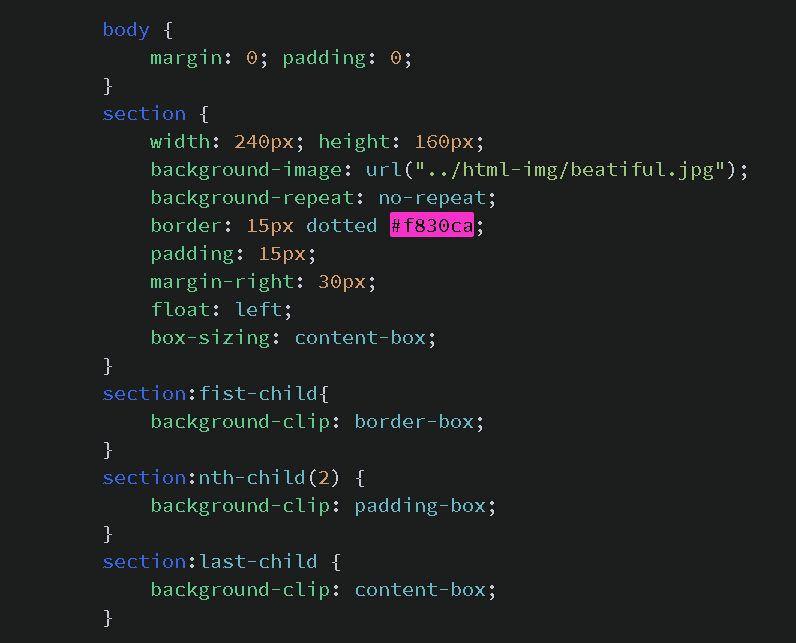 body {
margin: 0; padding: 0;
}
section {
width: 240px; height: 160px;
background-image: url("../html-img/beatiful.jpg");
background-repeat: no-repeat;
border: 15px dotted #f830ca;
padding: 15px;
margin-right: 30px;
float: left;
box-sizing: content-box;
}
section:fist-child{
background-clip: border-box;
}
section:nth-child(2) {
background-clip: padding-box;
}
section:last-child {
background-clip: content-box;
}